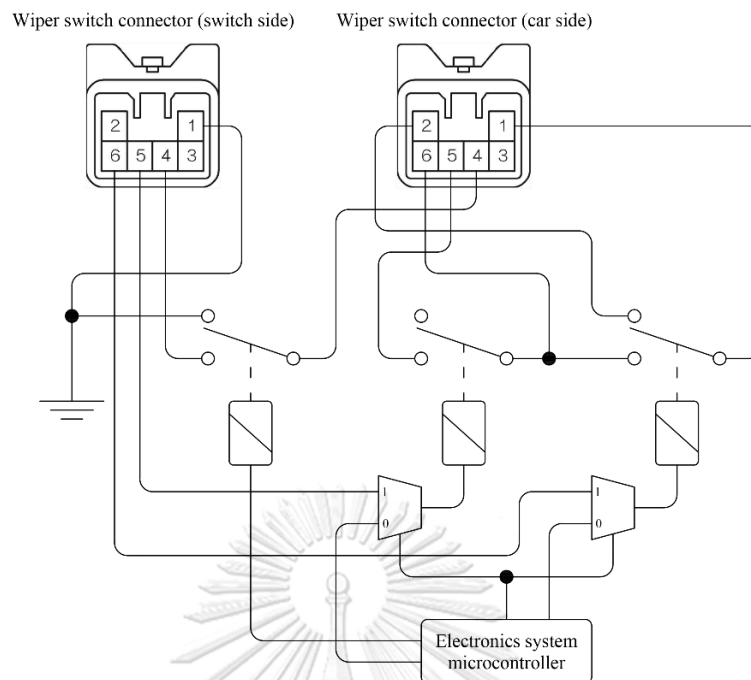 Wiper switch connector (switch side)
Wiper switch connector (car side)
2 1
6 5 4 3
2 1
6 5 4 3
1
0
1
0
Electronics system
microcontroller